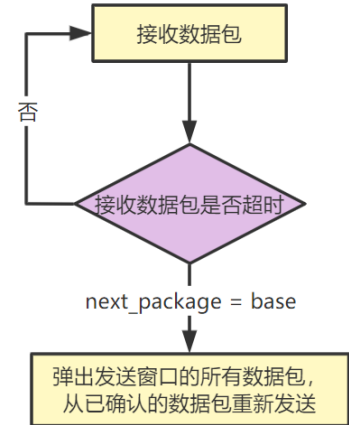 接收数据包
否
接收数据包是否超时
next_package = base
弹出发送窗口的所有数据包，
从已确认的数据包重新发送